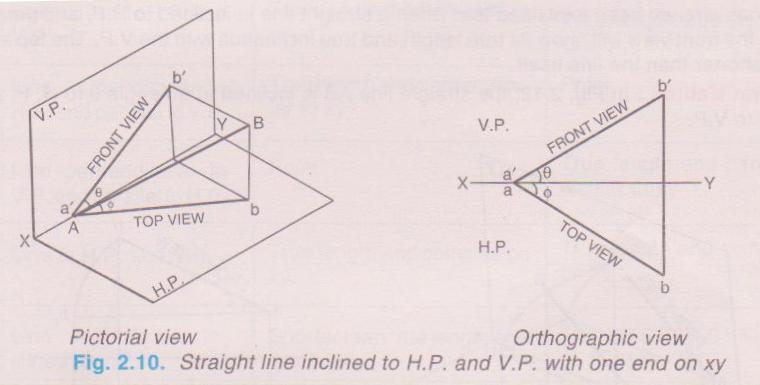 V.P.
b'
FRONT VIEW
Y
B
θ
φ
a'
A
TOP VIEW
b
X
H.P.
b'
V.P.
FRONT VIEW
a'
θ
X
Y
a
φ
H.P.
TOP VIEW
b
Pictorial view
Orthographic view
Fig. 2.10. Straight line inclined to H.P. and V.P. with one end on xy